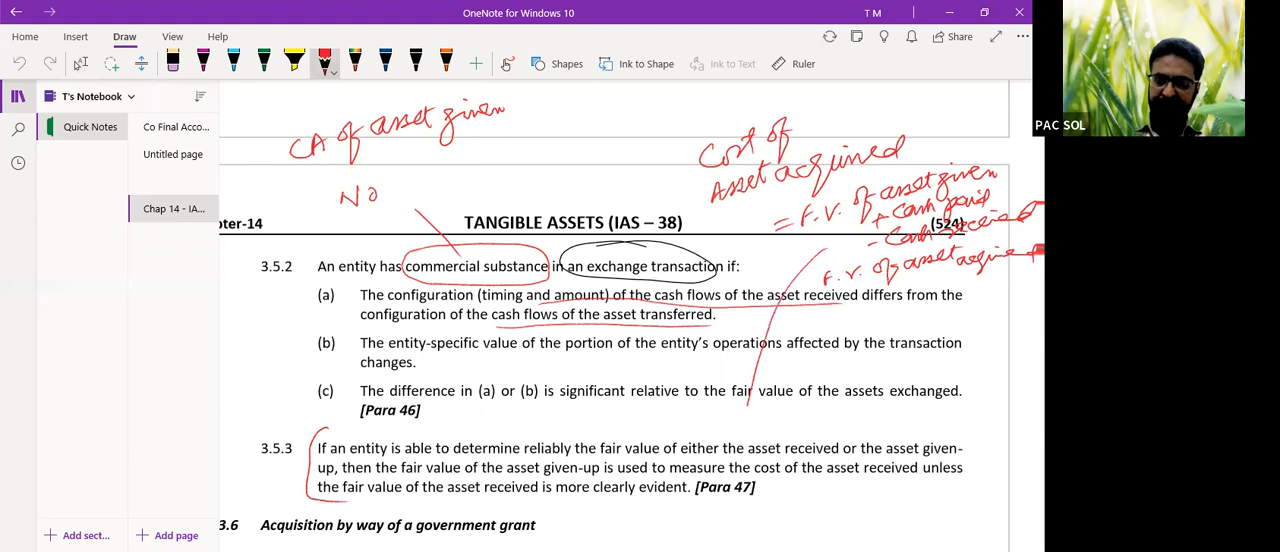 OneNote for Windows 10
T M
Home
Insert
Draw
View
Help
Share
Shapes
Ink to Shape
Ink to Text
Ruler
T's Notebook
Quick Notes
Co Final Acco...
Untitled page
Chap 14 - IA...
Add sect...
Add page
PAC SOL
CA of asset given
NO
Cost of
Asset acquired
= F.V. of asset given
+ Cash paid
- Cash received
F.V. of asset acquired
pter-14
TANGIBLE ASSETS (IAS – 38)
(524)
3.5.2 An entity has commercial substance in an exchange transaction if:
(a) The configuration (timing and amount) of the cash flows of the asset received differs from the
configuration of the cash flows of the asset transferred.
(b) The entity-specific value of the portion of the entity's operations affected by the transaction
changes.
(c) The difference in (a) or (b) is significant relative to the fair value of the assets exchanged.
[Para 46]
3.5.3 If an entity is able to determine reliably the fair value of either the asset received or the asset given-
up, then the fair value of the asset given-up is used to measure the cost of the asset received unless
the fair value of the asset received is more clearly evident. [Para 47]
3.6 Acquisition by way of a government grant